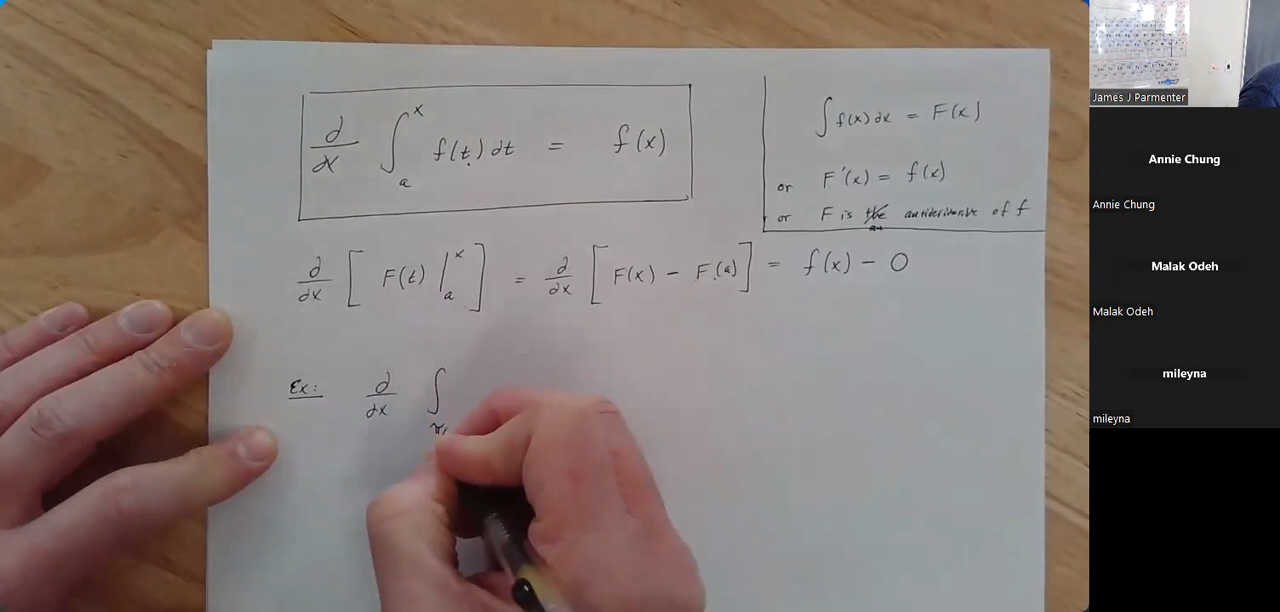 d/dx ∫_a^x f(t) dt = f(x)
∫ f(x) dx = F(x)
or F'(x) = f(x)
or F is the an antiderivative of f
d/dx [ F(t) |_a^x ] = d/dx [ F(x) − F(a) ] = f(x) − 0
Ex: d/dx ∫
James J Parmenter
Annie Chung
Annie Chung
Malak Odeh
Malak Odeh
mileyna
mileyna